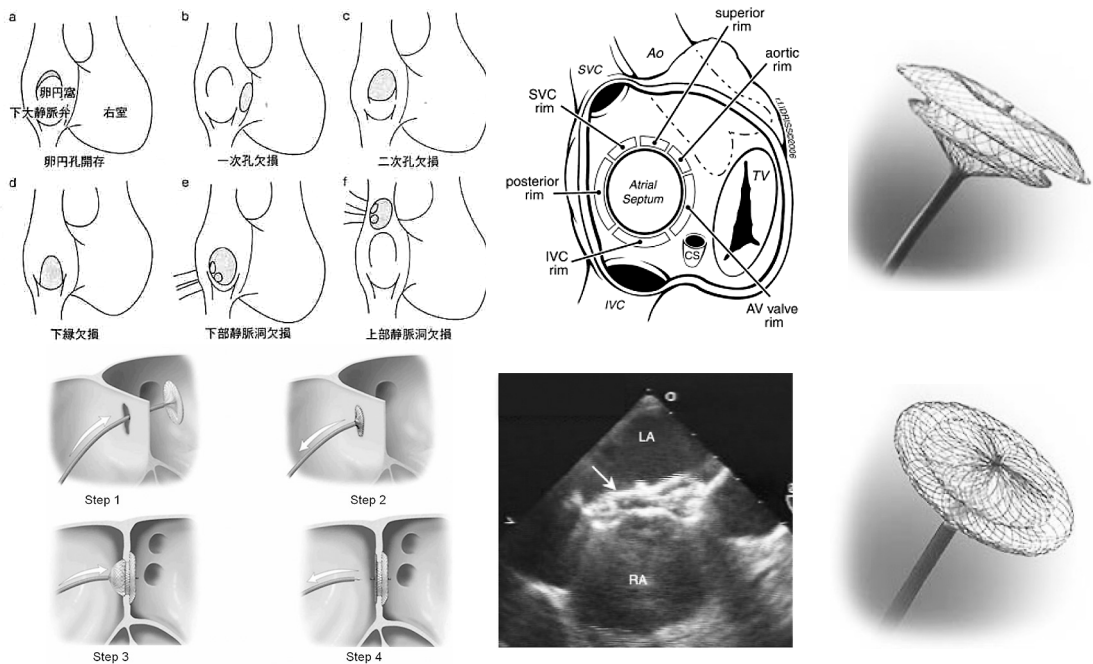 a
b
c
卵円窩
下大静脈弁
右室
卵円孔開存
一次孔欠損
二次孔欠損
d
e
f
下縁欠損
下部静脈洞欠損
上部静脈洞欠損
superior
rim
aortic
rim
Ao
SVC
SVC
rim
posterior
rim
Atrial
Septum
TV
CS
IVC
rim
IVC
AV valve
rim
Step 1
Step 2
Step 3
Step 4
LA
RA